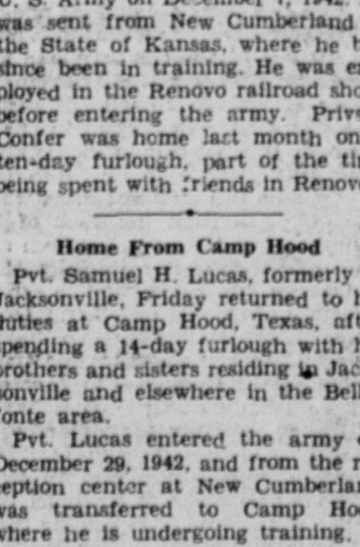 U. S. Army on December 7, 1942.
was sent from New Cumberland
the State of Kansas, where he h
since been in training. He was em
ployed in the Renovo railroad sho
before entering the army. Priv
Confer was home last month on
ten-day furlough, part of the ti
being spent with friends in Renovo
Home From Camp Hood
Pvt. Samuel H. Lucas, formerly
Jacksonville, Friday returned to h
duties at Camp Hood, Texas, aft
spending a 14-day furlough with h
brothers and sisters residing in Jac
sonville and elsewhere in the Bell
fonte area.
Pvt. Lucas entered the army
December 29, 1942, and from the r
ception center at New Cumberlan
was transferred to Camp Hoo
where he is undergoing training.